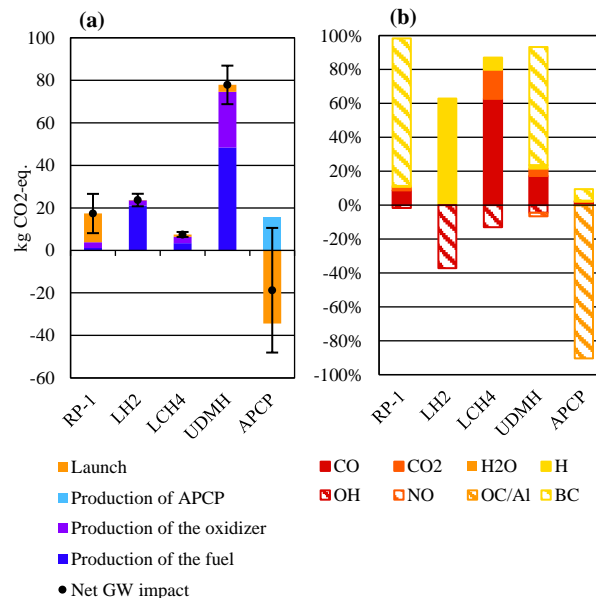 (a)
(b)
kg CO2-eq.
100
80
60
40
20
0
-20
-40
-60
RP-1
LH2
LCH4
UDMH
APCP
100%
80%
60%
40%
20%
0%
-20%
-40%
-60%
-80%
-100%
RP-1
LH2
LCH4
UDMH
APCP
Launch
Production of APCP
Production of the oxidizer
Production of the fuel
Net GW impact
CO
CO2
H2O
H
OH
NO
OC/Al
BC